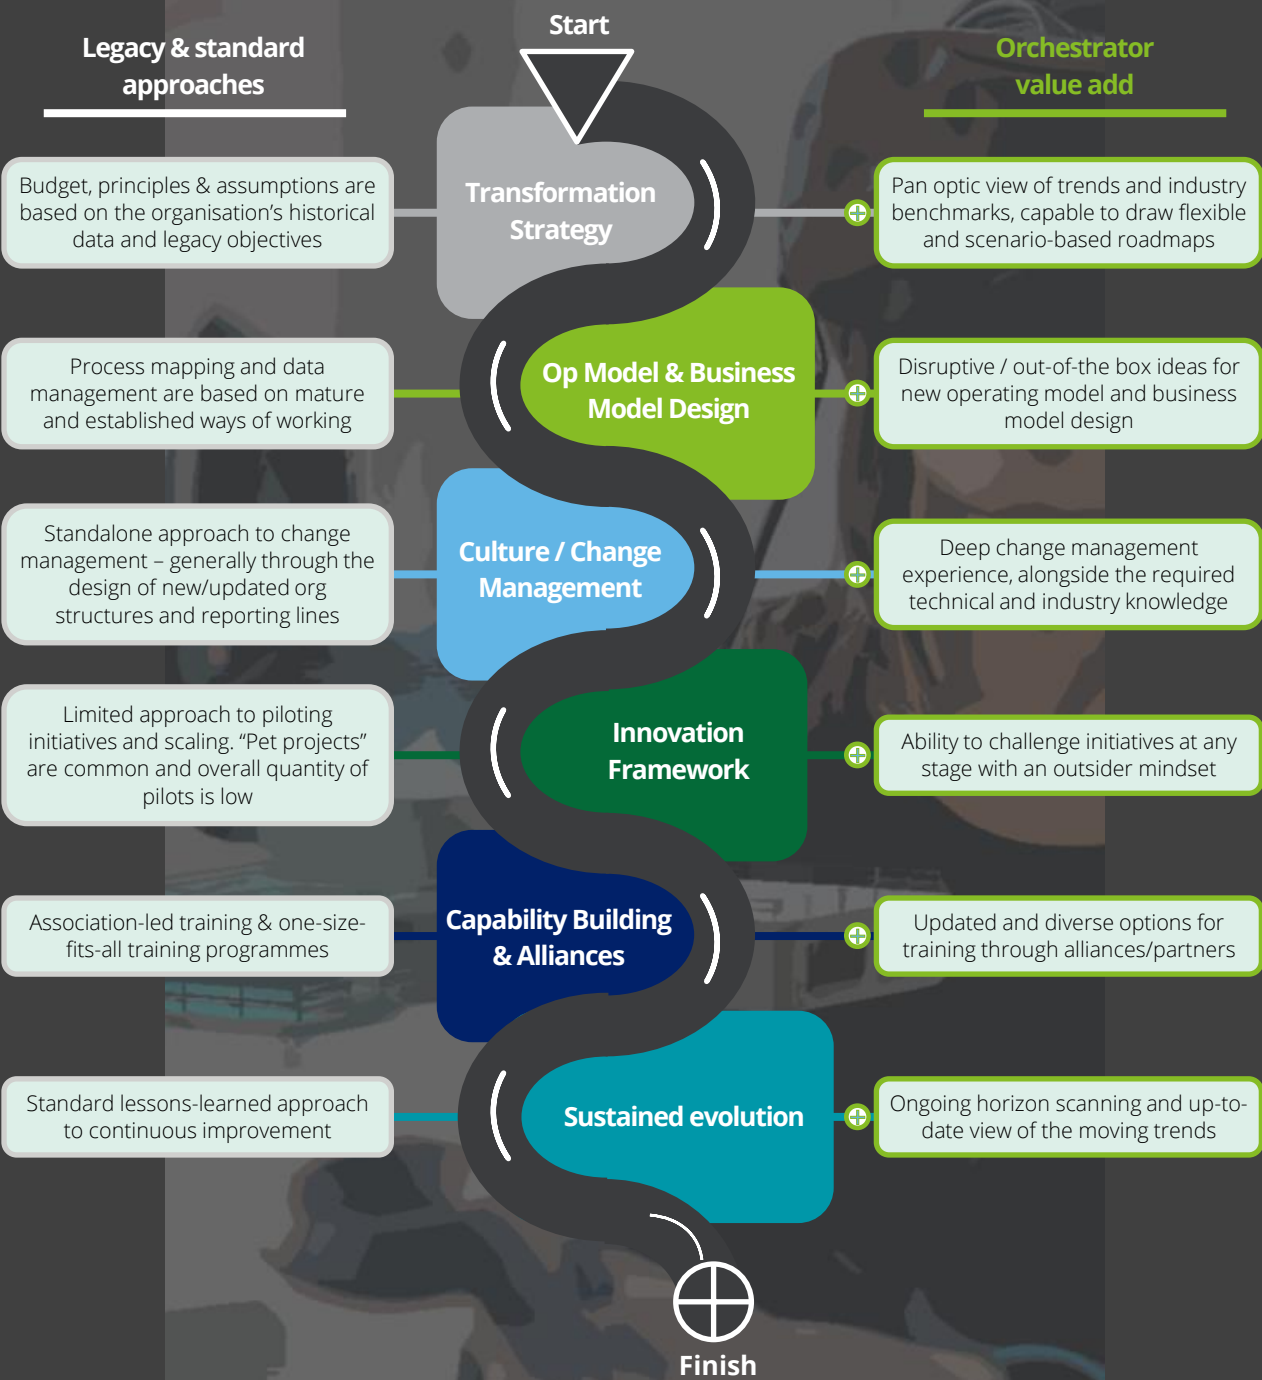 Start
Legacy & standard
approaches
Orchestrator
value add
Budget, principles & assumptions are
based on the organisation’s historical
data and legacy objectives
Transformation
Strategy
Pan optic view of trends and industry
benchmarks, capable to draw flexible
and scenario-based roadmaps
Process mapping and data
management are based on mature
and established ways of working
Op Model & Business
Model Design
Disruptive / out-of-the box ideas for
new operating model and business
model design
Standalone approach to change
management – generally through the
design of new/updated org
structures and reporting lines
Culture / Change
Management
Deep change management
experience, alongside the required
technical and industry knowledge
Limited approach to piloting
initiatives and scaling. “Pet projects”
are common and overall quantity of
pilots is low
Innovation
Framework
Ability to challenge initiatives at any
stage with an outsider mindset
Association-led training & one-size-
fits-all training programmes
Capability Building
& Alliances
Updated and diverse options for
training through alliances/partners
Standard lessons-learned approach
to continuous improvement
Sustained evolution
Ongoing horizon scanning and up-to-
date view of the moving trends
Finish